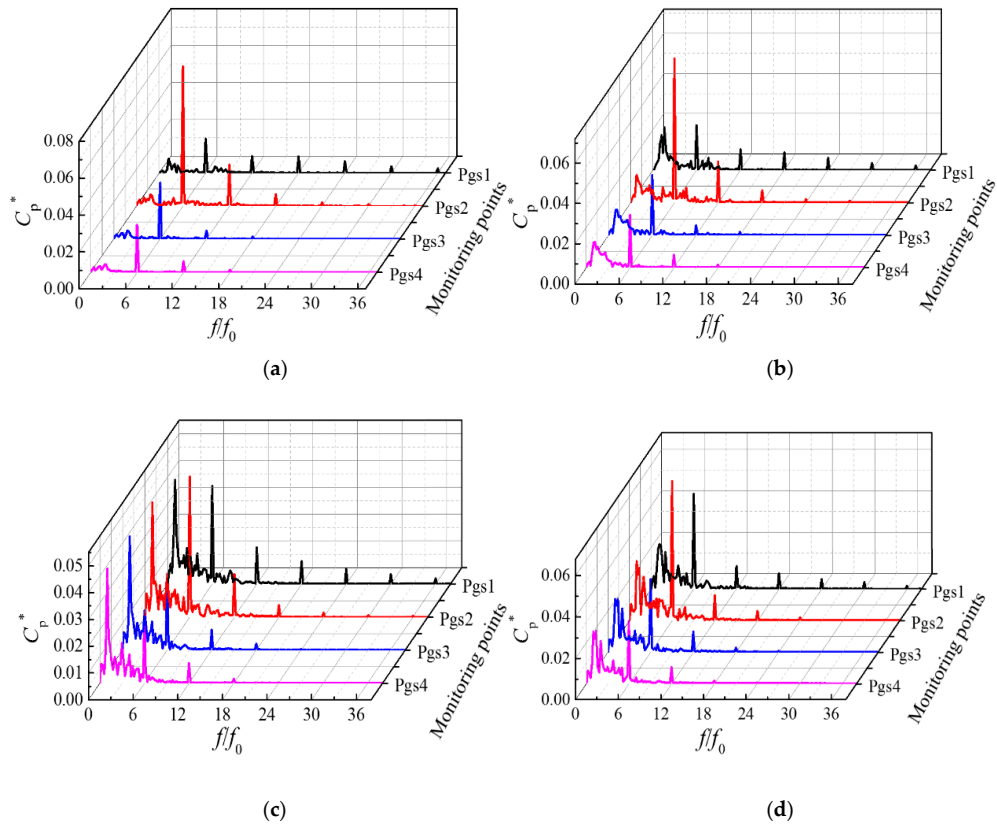 0.08
0.06
0.04
0.02
0.00
Cp*
0 6 12 18 24 30 36
f/f0
Pgs1
Pgs2
Pgs3
Pgs4
Monitoring points
(a)
0.06
0.04
0.02
0.00
Cp*
0 6 12 18 24 30 36
f/f0
Pgs1
Pgs2
Pgs3
Pgs4
Monitoring points
(b)
0.05
0.04
0.03
0.02
0.01
0.00
Cp*
0 6 12 18 24 30 36
f/f0
Pgs1
Pgs2
Pgs3
Pgs4
Monitoring points
(c)
0.06
0.04
0.02
0.00
Cp*
0 6 12 18 24 30 36
f/f0
Pgs1
Pgs2
Pgs3
Pgs4
Monitoring points
(d)